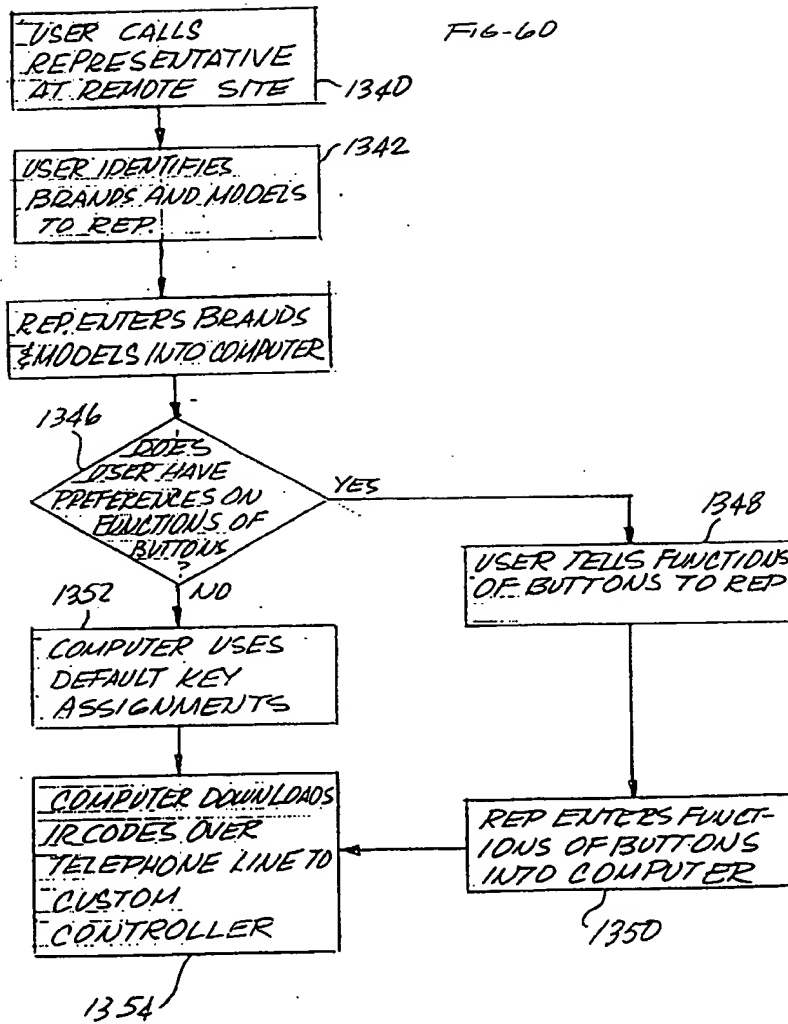 FIG-60
USER CALLS
REPRESENTATIVE
AT REMOTE SITE
1340
1342
USER IDENTIFIES
BRANDS AND MODELS
TO REP.
REP. ENTERS BRANDS
& MODELS INTO COMPUTER
1346
DOES
USER HAVE
PREFERENCES ON
FUNCTIONS OF
BUTTONS
?
YES
NO
1348
USER TELLS FUNCTIONS
OF BUTTONS TO REP
1352
COMPUTER USES
DEFAULT KEY
ASSIGNMENTS
COMPUTER DOWNLOADS
IR CODES OVER
TELEPHONE LINE TO
CUSTOM
CONTROLLER
1354
REP ENTERS FUNCT-
IONS OF BUTTONS
INTO COMPUTER
1350